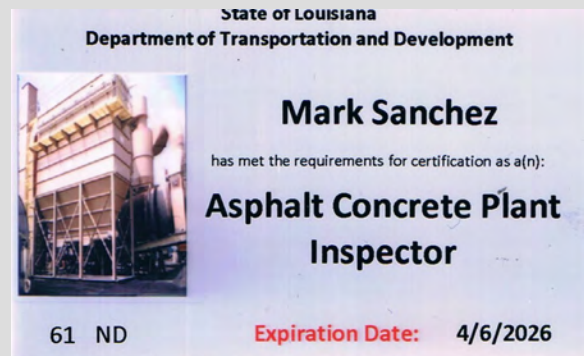 State of Louisiana
Department of Transportation and Development
Mark Sanchez
has met the requirements for certification as a(n):
Asphalt Concrete Plant
Inspector
61 ND Expiration Date: 4/6/2026